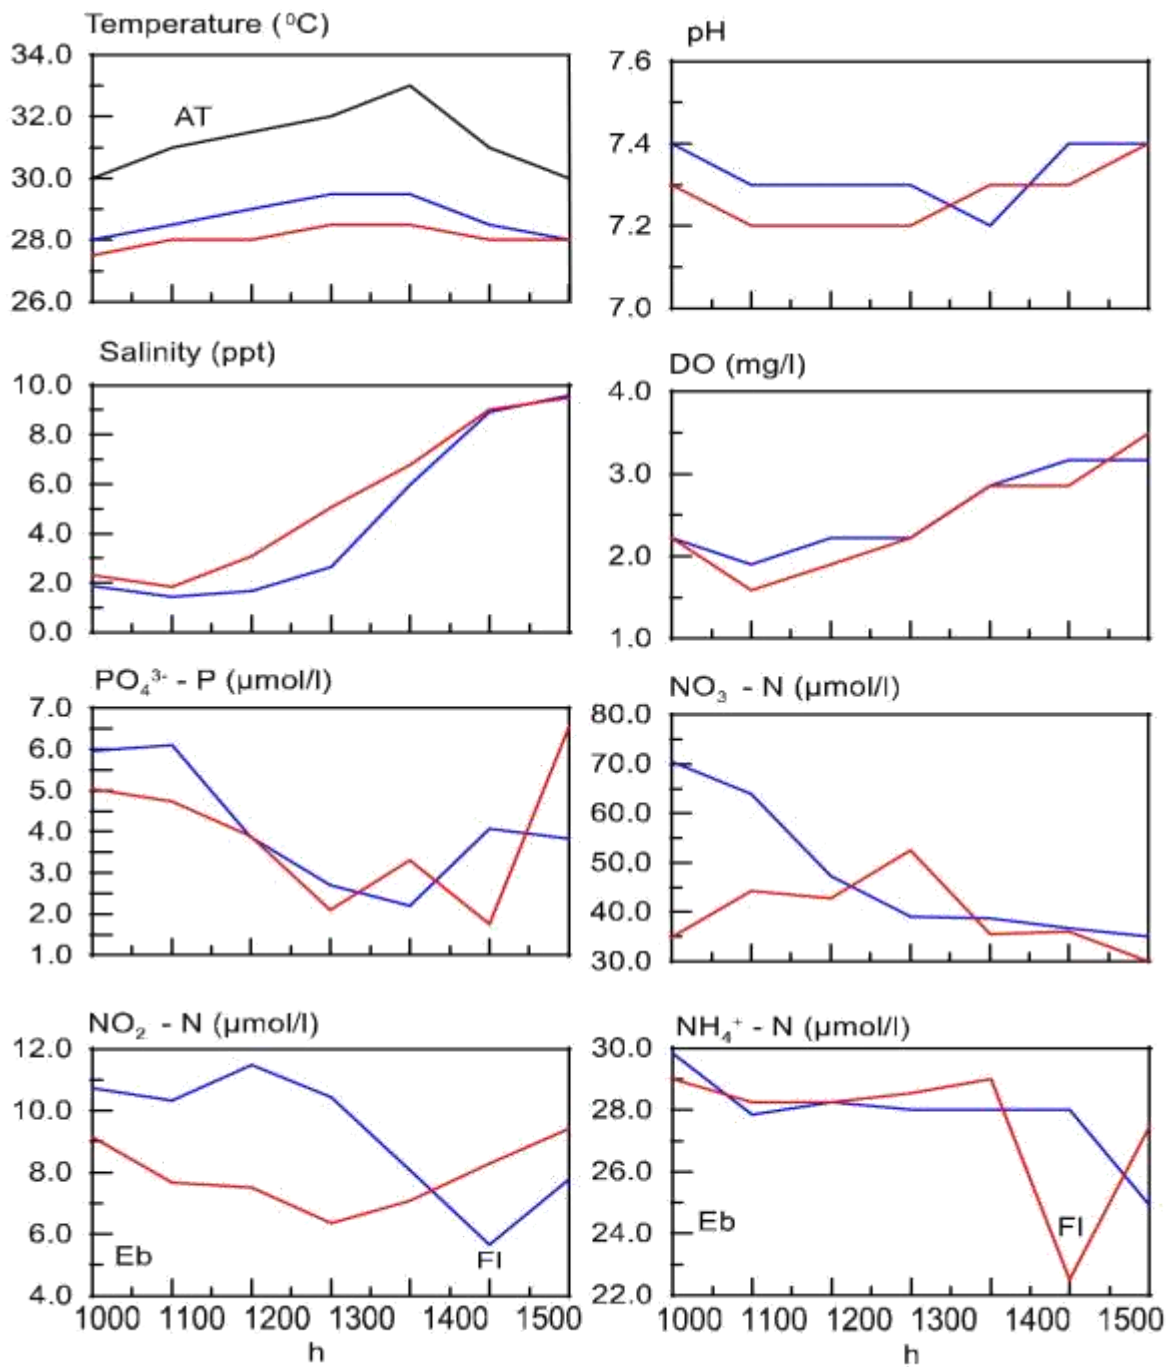 Temperature (⁰C)
34.0
32.0
30.0
28.0
26.0
AT
pH
7.6
7.4
7.2
7.0
Salinity (ppt)
10.0
8.0
6.0
4.0
2.0
0.0
DO (mg/l)
4.0
3.0
2.0
1.0
PO₄³⁻ - P (µmol/l)
7.0
6.0
5.0
4.0
3.0
2.0
1.0
NO₃ - N (µmol/l)
80.0
70.0
60.0
50.0
40.0
30.0
NO₂ - N (µmol/l)
12.0
10.0
8.0
6.0
4.0
Eb
Fl
1000 1100 1200 1300 1400 1500
h
NH₄⁺ - N (µmol/l)
30.0
28.0
26.0
24.0
22.0
Eb
Fl
1000 1100 1200 1300 1400 1500
h